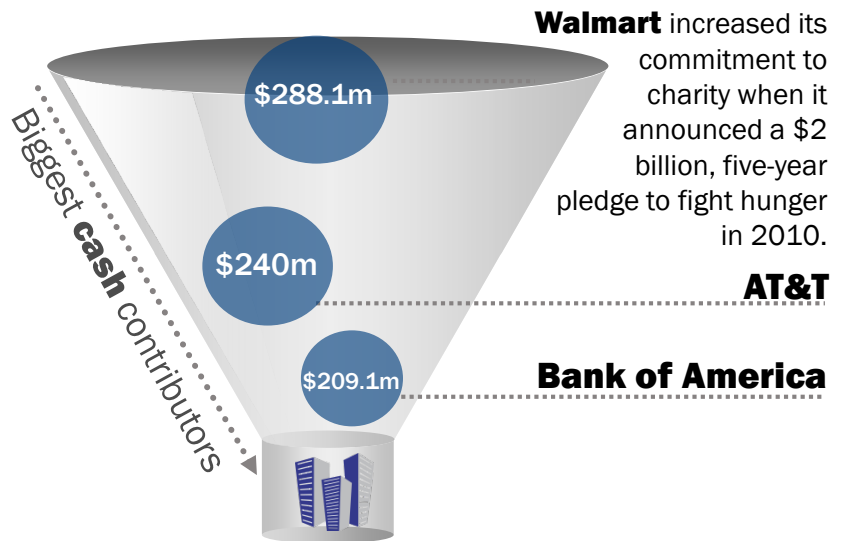 Walmart increased its
commitment to
charity when it
announced a $2
billion, five-year
pledge to fight hunger
in 2010.
$288.1m
Biggest cash contributors
$240m
AT&T
$209.1m
Bank of America